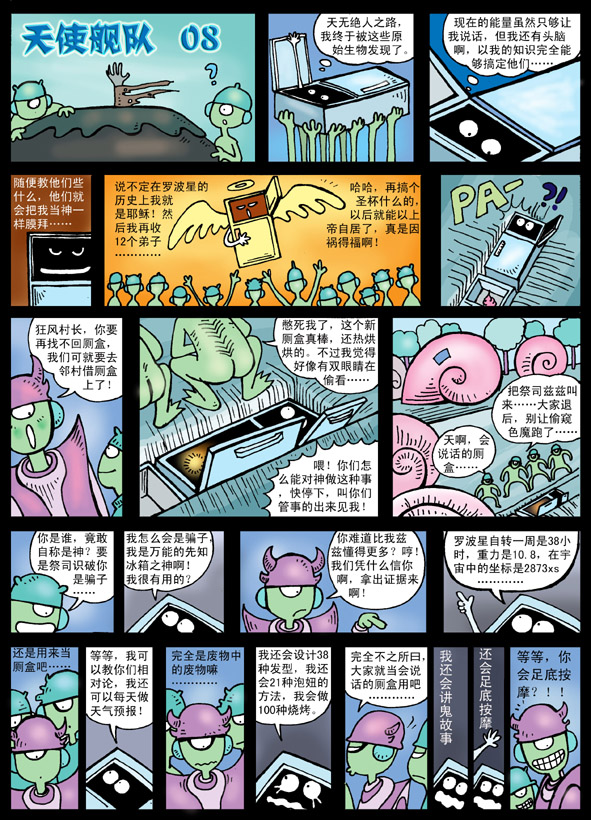 天使舰队 08
?
天无绝人之路，
我终于被这些原
始生物发现了。
现在的能量虽然只够让
我说话，但我还有头脑
啊，以我的知识完全能
够搞定他们……
随便教他们些
什么，他们就
会把我当神一
样膜拜……
说不定在罗波星的
历史上我就
是耶稣！然
后我再收
12个弟子
…………
哈哈，再搞个
圣杯什么的，
以后就能以上
帝自居了，真是因
祸得福啊！
PA-
?!
狂风村长，你要
再找不回厕盒，
我们可就要去
邻村借厕盒
上了！
憋死我了，这个新
厕盒真棒，还热烘
烘的。不过我觉得
好像有双眼睛在
偷看……
喂！你们怎
么能对神做这种事
，快停下，叫你们
管事的出来见我！
把祭司兹兹叫
来……大家退
后，别让偷窥
色魔跑了……
天啊，会
说话的厕
盒……
你是谁，竟敢
自称是神？要
是祭司识破你
是骗子
……
我怎么会是骗子，
我是万能的先知
冰箱之神啊！
我很有用的？
你难道比我兹
兹懂得更多？哼！
我们凭什么信你
啊，拿出证据来
啊！
罗波星自转一周是38小
时，重力是10.8，在宇
宙中的坐标是2873xs
…………
还是用来当
厕盒吧……
等等，我可
以教你们相
对论，我还
可以每天做
天气预报！
完全是废物中
的废物嘛
……
我还会设计38
种发型，我还
会21种泡妞的
方法，我会做
100种烧烤。
完全不之所曰，
大家就当会说
话的厕盒用吧
……
我还会讲鬼故事
还会足底按摩
等等，你
会足底按
摩？！！